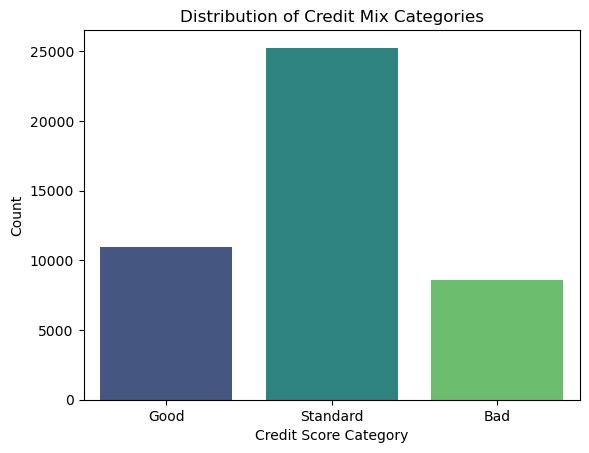 Distribution of Credit Mix Categories
25000
20000
15000
10000
5000
0
Count
Good Standard Bad
Credit Score Category